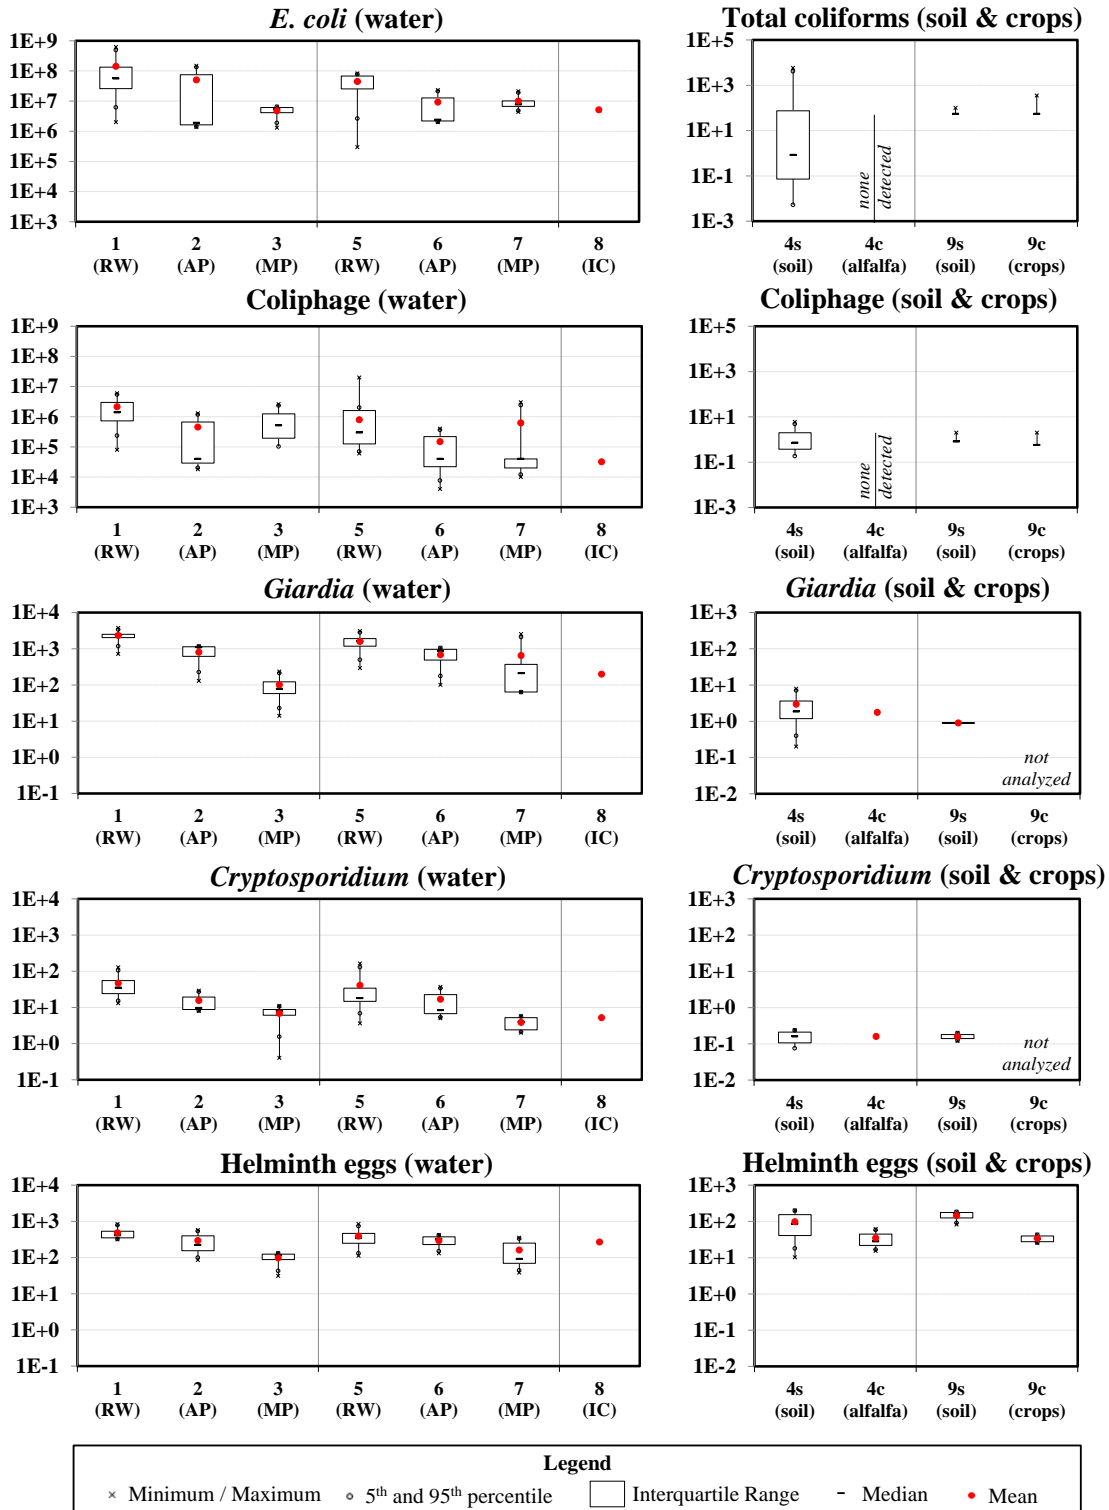 E. coli (water)
1E+9
1E+8
1E+7
1E+6
1E+5
1E+4
1E+3
1 2 3 5 6 7 8
(RW) (AP) (MP) (RW) (AP) (MP) (IC)
Total coliforms (soil & crops)
1E+5
1E+3
1E+1
1E-1
1E-3
none
detected
4s 4c 9s 9c
(soil) (alfalfa) (soil) (crops)
Coliphage (water)
1E+9
1E+8
1E+7
1E+6
1E+5
1E+4
1E+3
1 2 3 5 6 7 8
(RW) (AP) (MP) (RW) (AP) (MP) (IC)
Coliphage (soil & crops)
1E+5
1E+3
1E+1
1E-1
1E-3
none
detected
4s 4c 9s 9c
(soil) (alfalfa) (soil) (crops)
Giardia (water)
1E+4
1E+3
1E+2
1E+1
1E+0
1E-1
1 2 3 5 6 7 8
(RW) (AP) (MP) (RW) (AP) (MP) (IC)
Giardia (soil & crops)
1E+3
1E+2
1E+1
1E+0
1E-1
1E-2
not
analyzed
4s 4c 9s 9c
(soil) (alfalfa) (soil) (crops)
Cryptosporidium (water)
1E+4
1E+3
1E+2
1E+1
1E+0
1E-1
1 2 3 5 6 7 8
(RW) (AP) (MP) (RW) (AP) (MP) (IC)
Cryptosporidium (soil & crops)
1E+3
1E+2
1E+1
1E+0
1E-1
1E-2
not
analyzed
4s 4c 9s 9c
(soil) (alfalfa) (soil) (crops)
Helminth eggs (water)
1E+4
1E+3
1E+2
1E+1
1E+0
1E-1
1 2 3 5 6 7 8
(RW) (AP) (MP) (RW) (AP) (MP) (IC)
Helminth eggs (soil & crops)
1E+3
1E+2
1E+1
1E+0
1E-1
1E-2
4s 4c 9s 9c
(soil) (alfalfa) (soil) (crops)
Legend
Minimum / Maximum 5th and 95th percentile Interquartile Range Median Mean